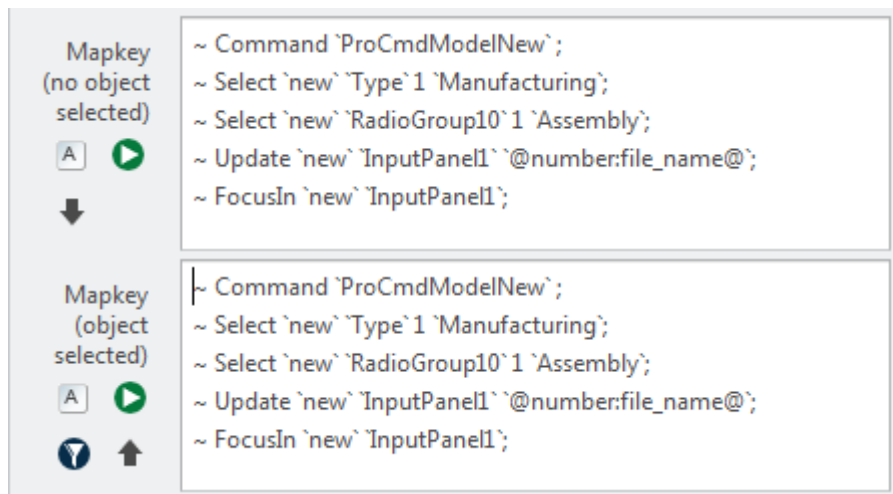 Mapkey
(no object
selected)
A
~ Command `ProCmdModelNew` ;
~ Select `new` `Type` 1 `Manufacturing`;
~ Select `new` `RadioGroup10` 1 `Assembly`;
~ Update `new` `InputPanel1` `@number:file_name@`;
~ FocusIn `new` `InputPanel1`;
Mapkey
(object
selected)
A
~ Command `ProCmdModelNew` ;
~ Select `new` `Type` 1 `Manufacturing`;
~ Select `new` `RadioGroup10` 1 `Assembly`;
~ Update `new` `InputPanel1` `@number:file_name@`;
~ FocusIn `new` `InputPanel1`;